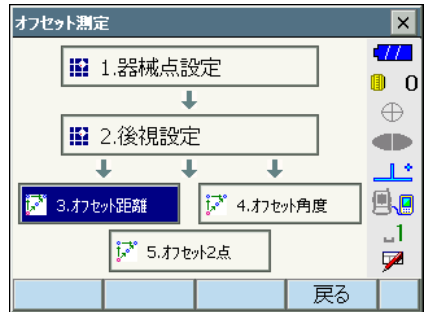 オフセット測定
1.器械点設定
0
2.後視設定
3.オフセット距離
4.オフセット角度
1
5.オフセット2点
戻る